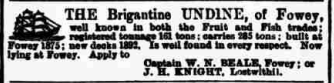 THE Brigantine UNDINE, of Fowey,
well known in both the Fruit and Fish trades;
registered tonnage 161 tons; carries 285 tons; built at
Fowey 1875; new decks 1892. Is well found in every respect. Now
lying at Fowey. Apply to
Captain W. N. BEALE, Fowey; or
J. H. KNIGHT, Lostwithil.